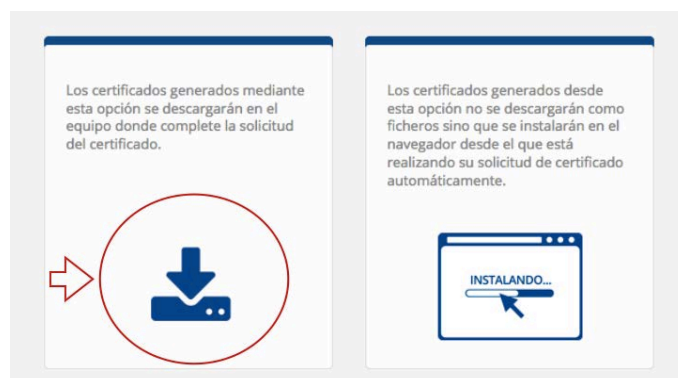 Los certificados generados mediante
esta opción se descargarán en el
equipo donde complete la solicitud
del certificado.
Los certificados generados desde
esta opción no se descargarán como
ficheros sino que se instalarán en el
navegador desde el que está
realizando su solicitud de certificado
automáticamente.
INSTALANDO...